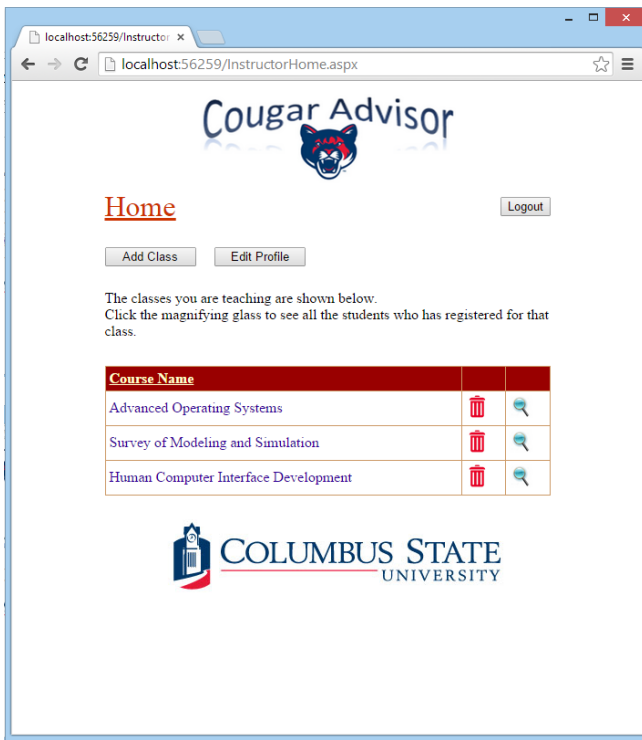 localhost:56259/Instructor
localhost:56259/InstructorHome.aspx
Cougar Advisor
Home
Logout
Add Class
Edit Profile
The classes you are teaching are shown below.
Click the magnifying glass to see all the students who has registered for that
class.
Course Name
Advanced Operating Systems
Survey of Modeling and Simulation
Human Computer Interface Development
COLUMBUS STATE
UNIVERSITY